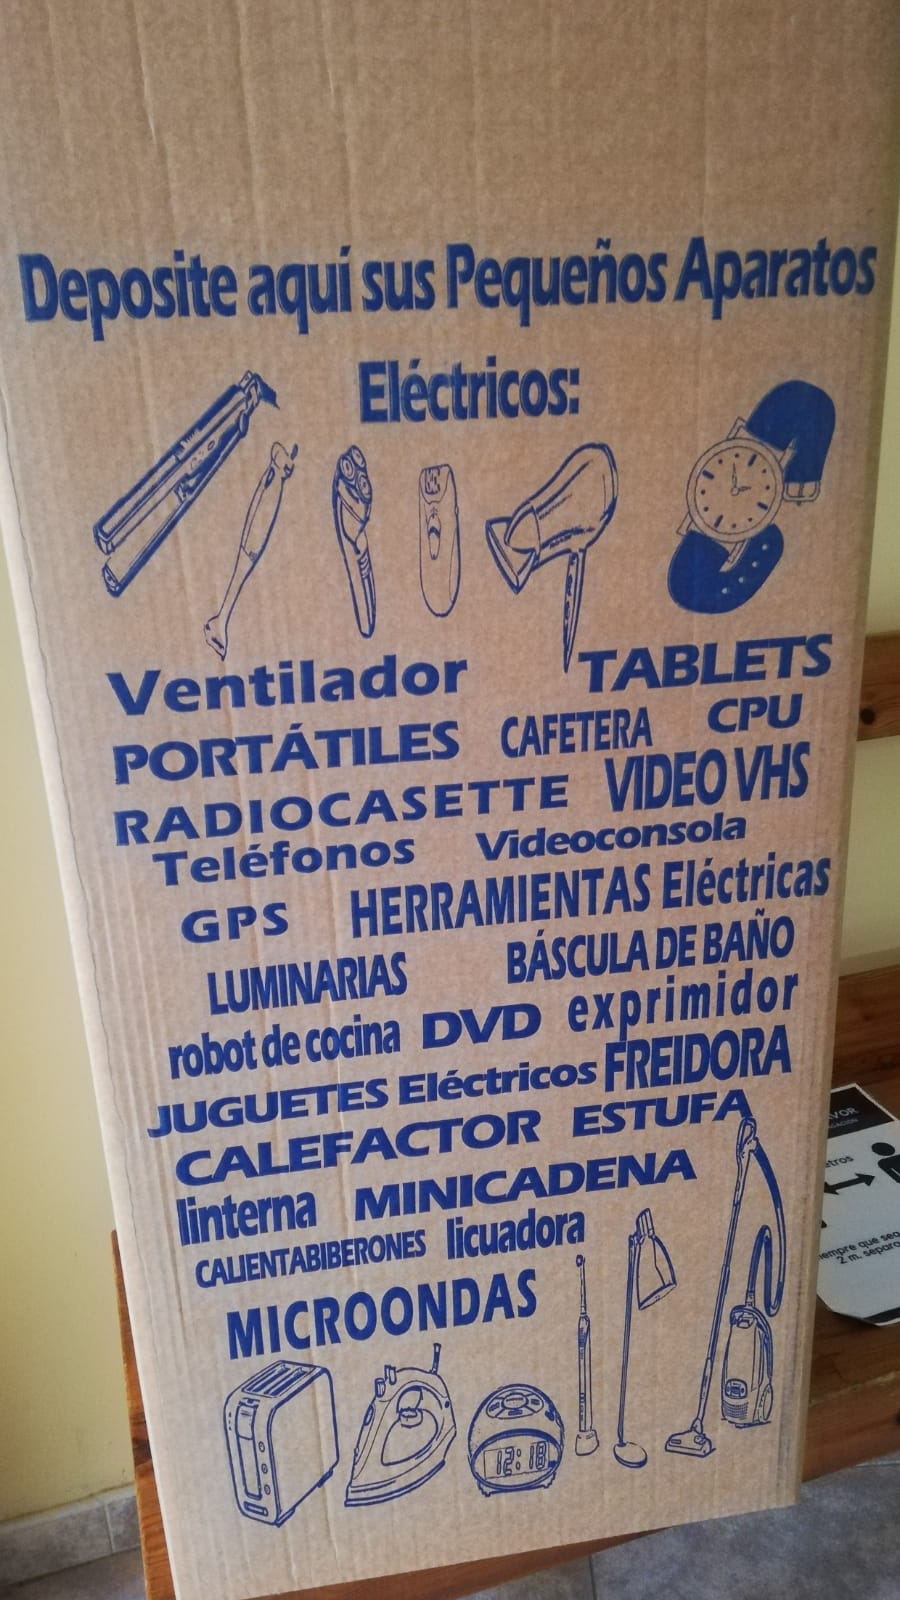 Deposite aquí sus Pequeños Aparatos
Eléctricos:
Ventilador TABLETS
PORTÁTILES CAFETERA CPU
RADIOCASETTE VIDEO VHS
Teléfonos Videoconsola
GPS HERRAMIENTAS Eléctricas
LUMINARIAS BÁSCULA DE BAÑO
robot de cocina DVD exprimidor
JUGUETES Eléctricos FREIDORA
CALEFACTOR ESTUFA
linterna MINICADENA
CALIENTABIBERONES licuadora
MICROONDAS
12:18
2 m.